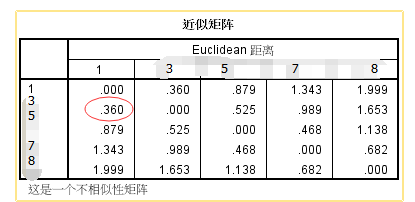 近似矩阵
Euclidean 距离
1 3 5 7 8
1 .000 .360 .879 1.343 1.999
3 .360 .000 .525 .989 1.653
5 .879 .525 .000 .468 1.138
7 1.343 .989 .468 .000 .682
8 1.999 1.653 1.138 .682 .000
这是一个不相似性矩阵